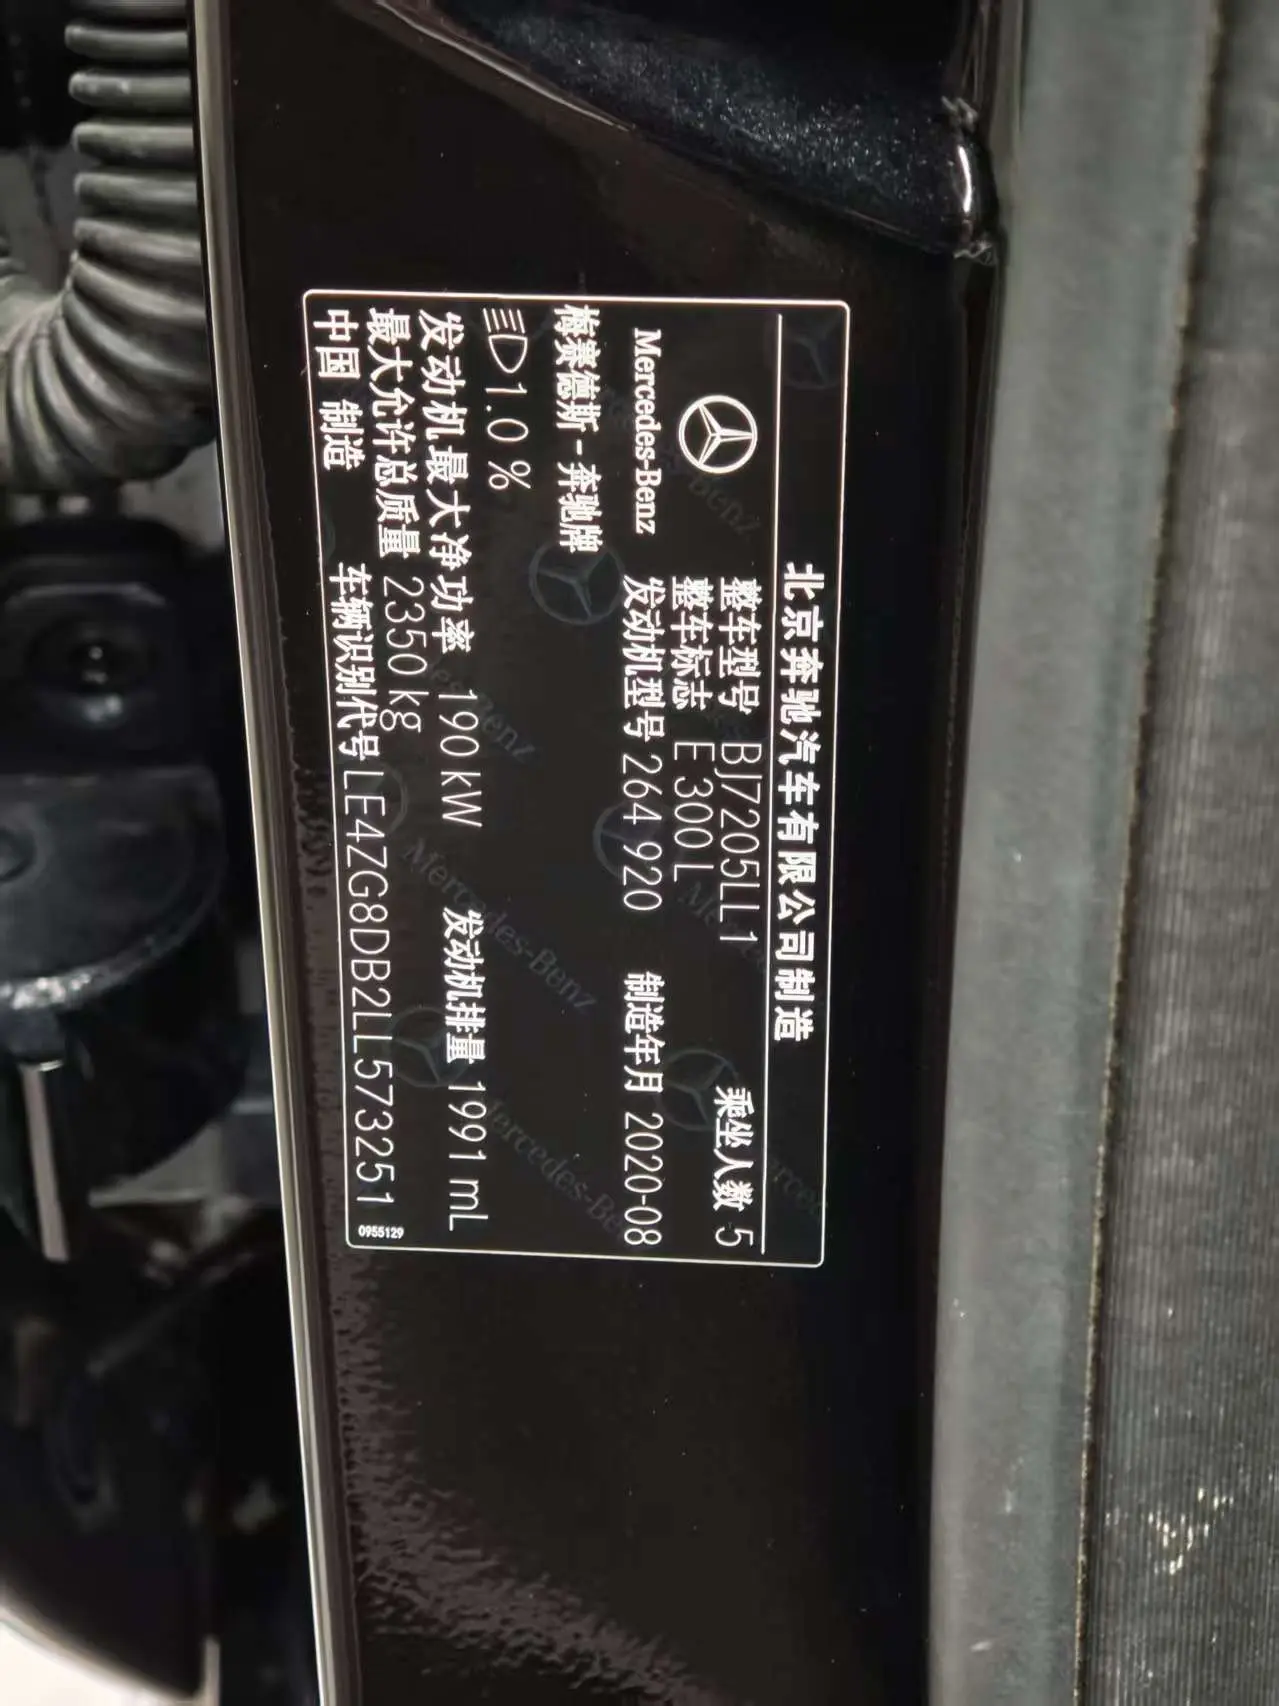 北京奔驰汽车有限公司制造
整车型号 BJ7205LL1 乘坐人数 5
整车标志 E 300 L
Mercedes-Benz
发动机型号 264 920 制造年月 2020-08
梅赛德斯-奔驰牌
1.0 %
发动机最大净功率 190 kW 发动机排量 1991 mL
最大允许总质量 2350 kg
中国 制造
车辆识别代号 LE4ZG8DB2LL573251
0955129